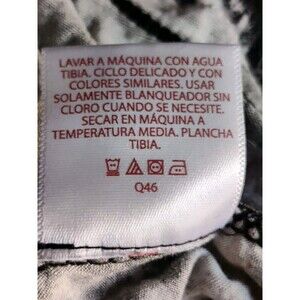 LAVAR A MÁQUINA CON AGUA
TIBIA. CICLO DELICADO Y CON
COLORES SIMILARES. USAR
SOLAMENTE BLANQUEADOR SIN
CLORO CUANDO SE NECESITE.
SECAR EN MÁQUINA A
TEMPERATURA MEDIA. PLANCHA
TIBIA.
Q46